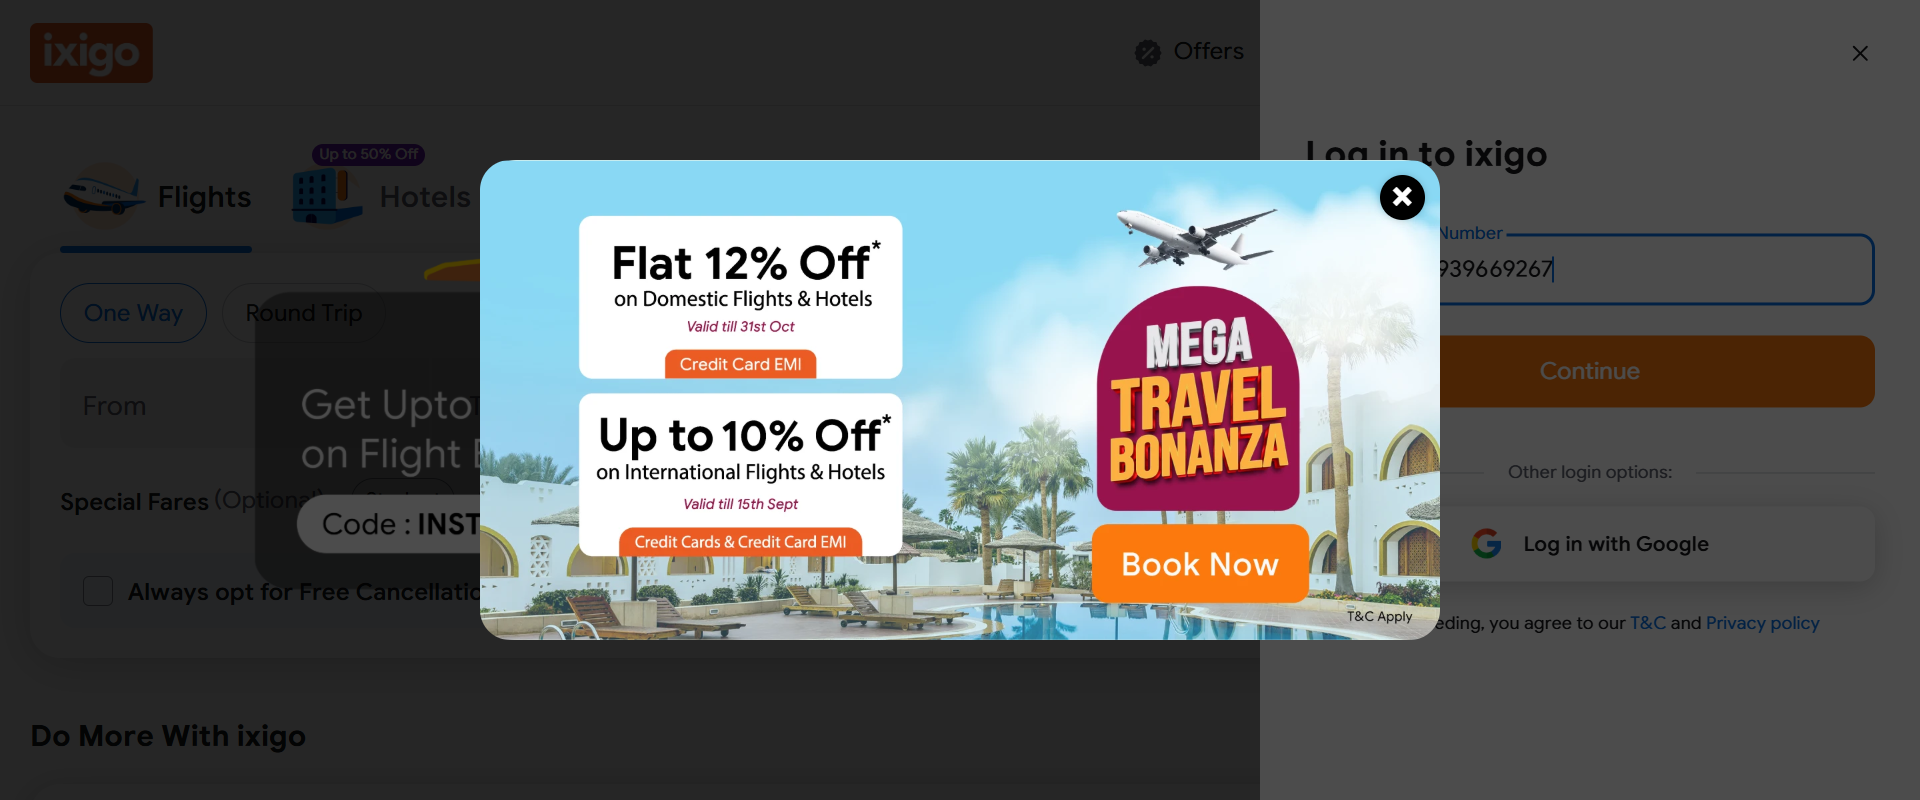 ixigo
Offers
Up to 50% Off
Flights
Hotels
One Way
Round Trip
From
Get Upto
on Flight
Special Fares (Optional)
Code : INST
Always opt for Free Cancellatio
Do More With ixigo
Flat 12% Off*
on Domestic Flights & Hotels
Valid till 31st Oct
Credit Card EMI
Up to 10% Off*
on International Flights & Hotels
Valid till 15th Sept
Credit Cards & Credit Card EMI
MEGA
TRAVEL
BONANZA
Book Now
T&C Apply
Log in to ixigo
Number
939669267
Continue
Other login options:
Log in with Google
eding, you agree to our T&C and Privacy policy